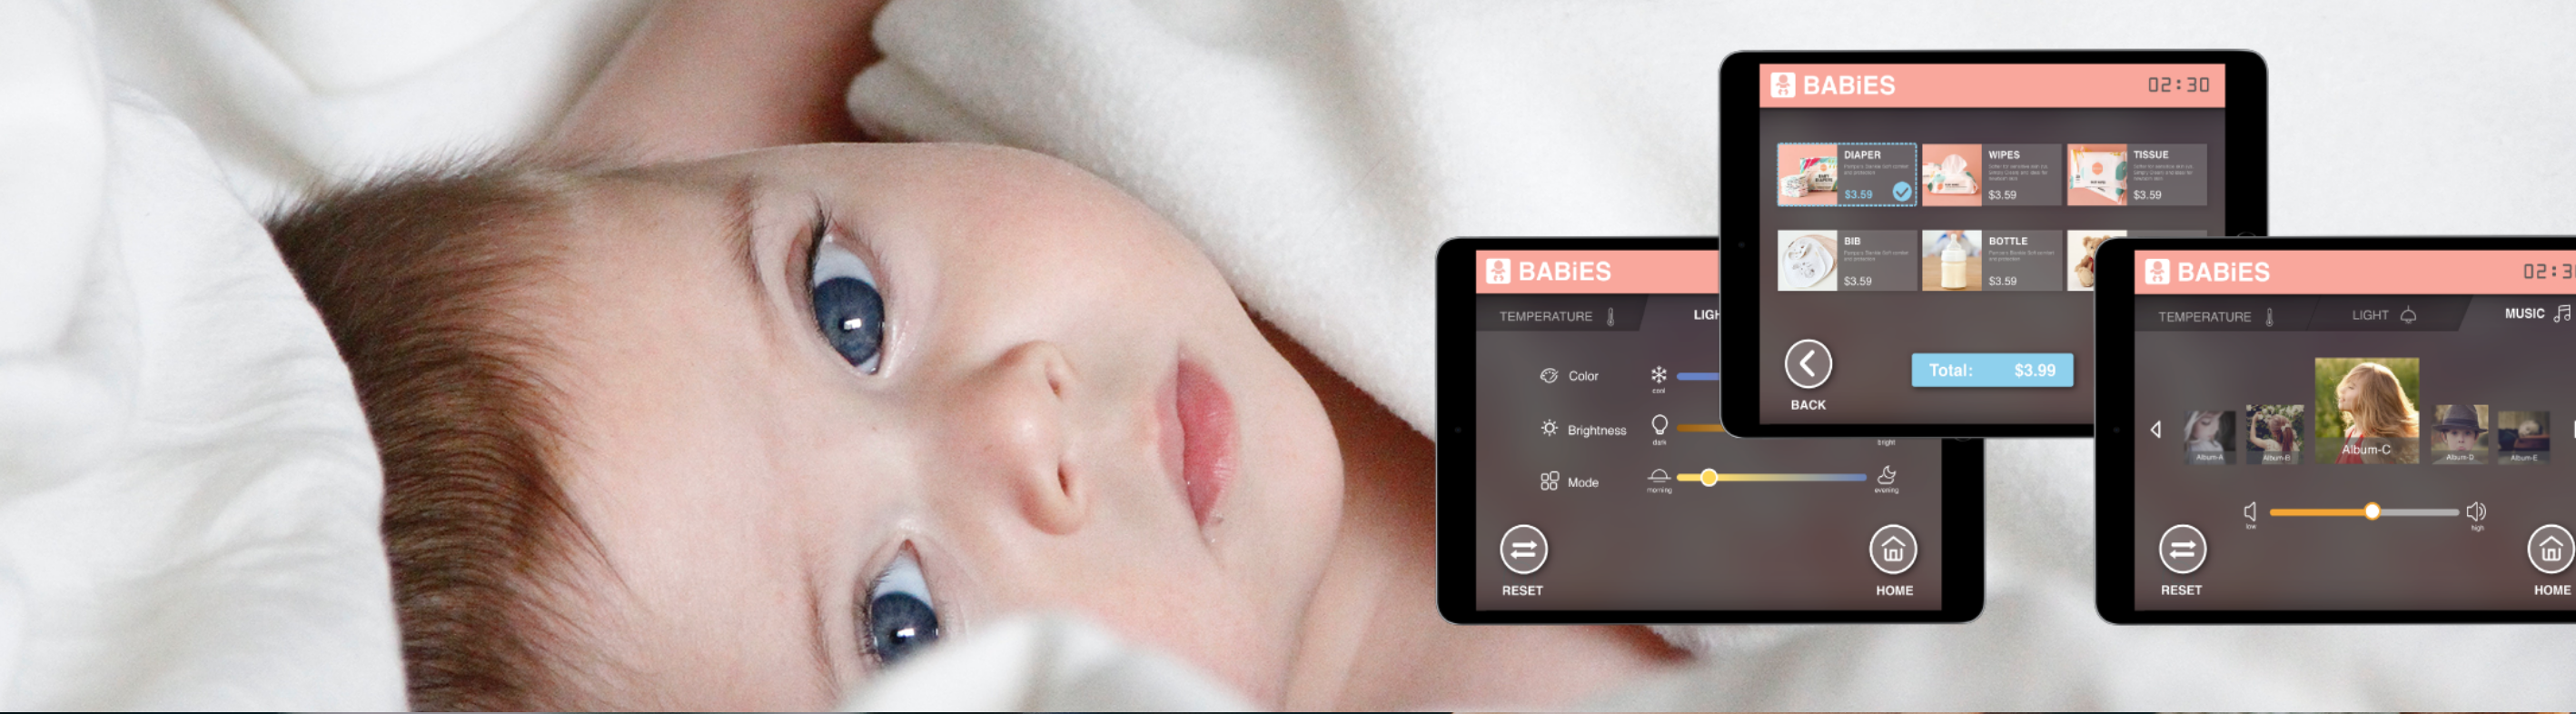 BABiES
02:30
DIAPER
$3.59
WIPES
$3.59
TISSUE
$3.59
BIB
$3.59
BOTTLE
$3.59
BACK
Total: $3.99
BABiES
TEMPERATURE
LIGH
Color
cool
Brightness
dark
bright
Mode
morning
evening
RESET
HOME
BABiES
02:3
TEMPERATURE
LIGHT
MUSIC
Album-A
Album-B
Album-C
Album-D
Album-E
low
high
RESET
HOME